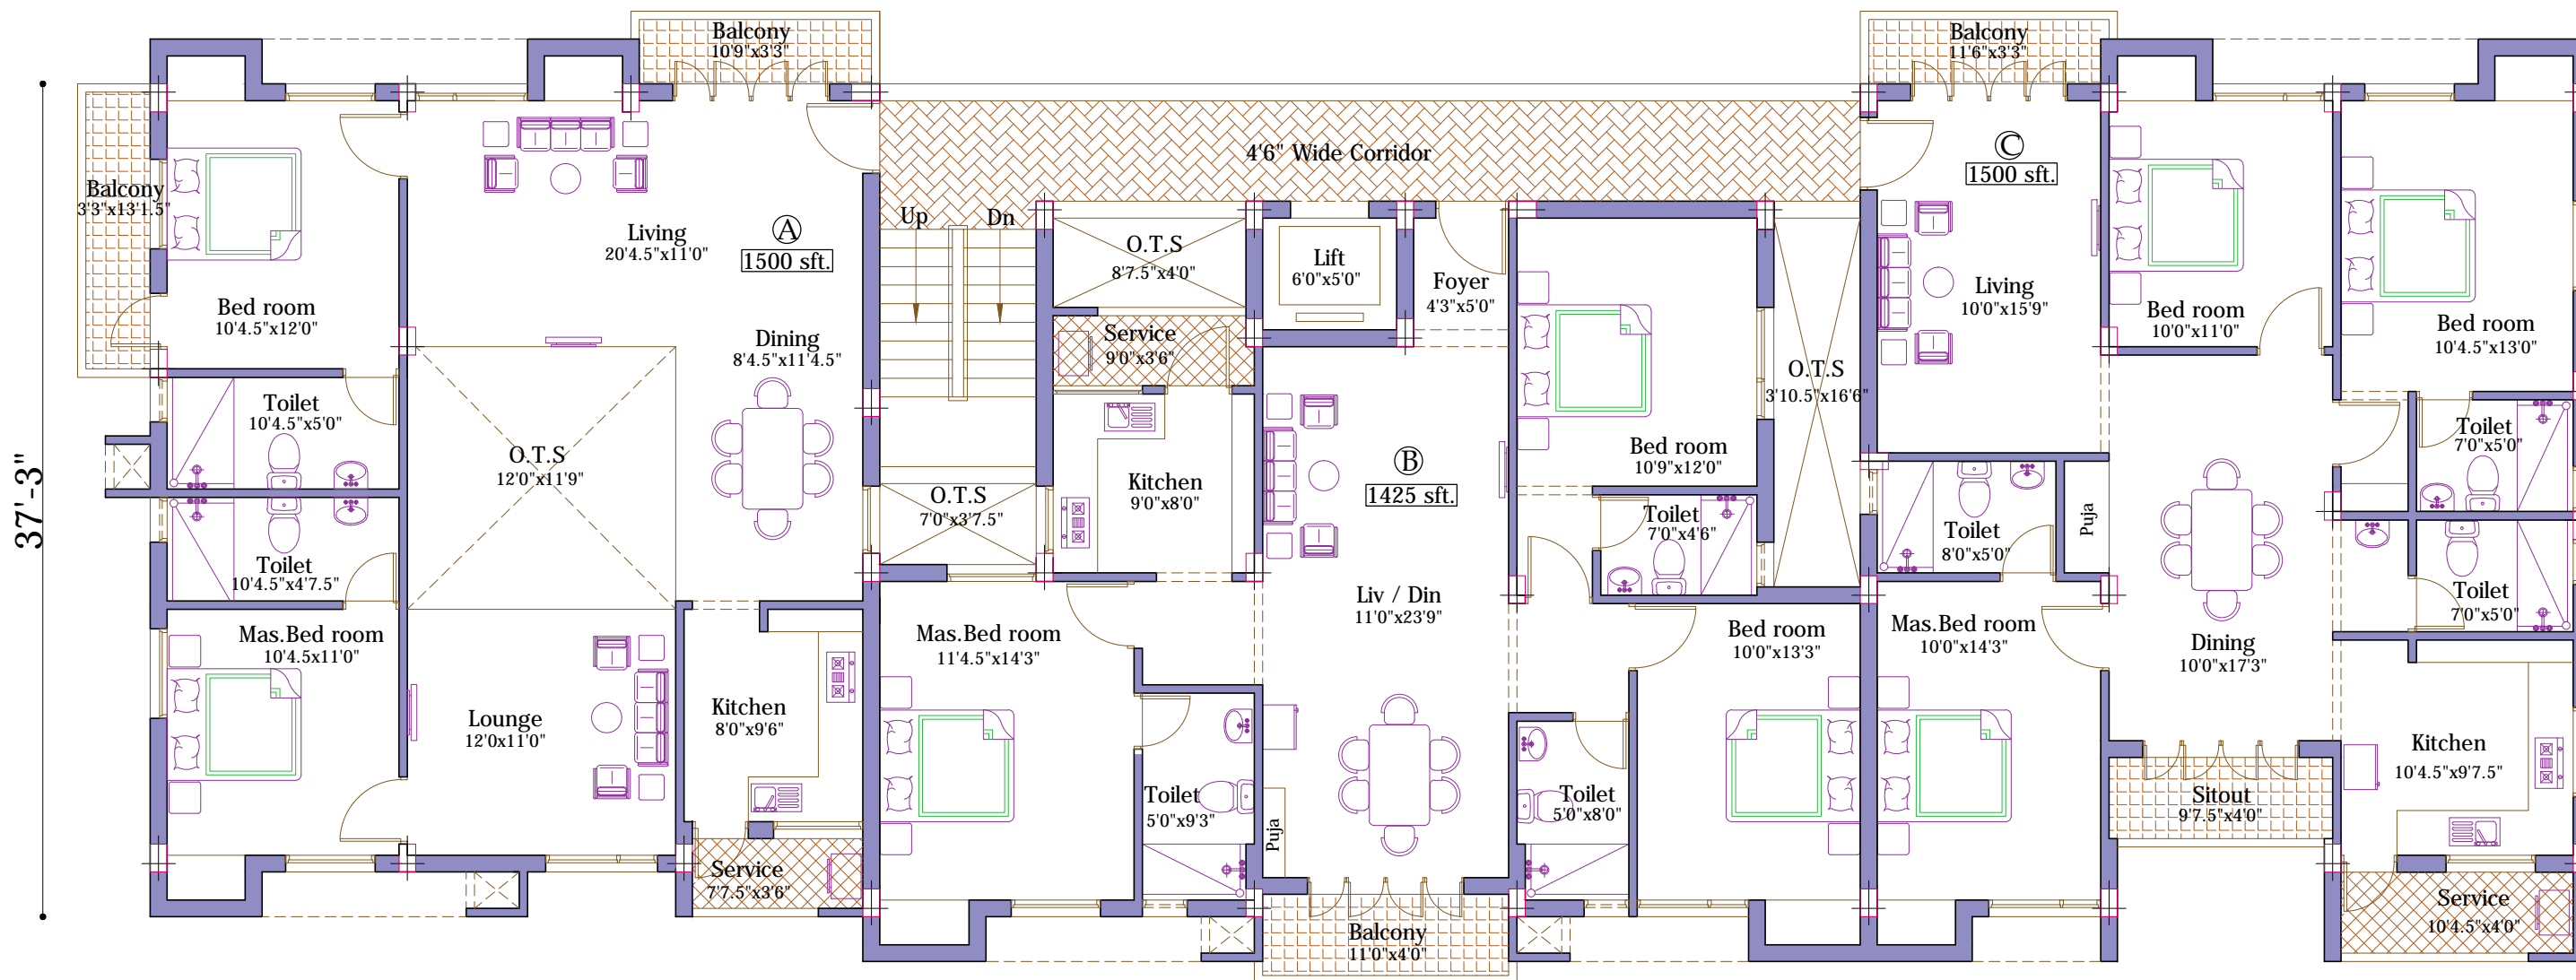 Balcony
10'9"x3'3"
Balcony
11'6"x3'3"
4'6" Wide Corridor
Balcony
3'3"x13'1.5"
Living
20'4.5"x11'0"
A
1500 sft.
Up
Dn
O.T.S
8'7.5"x4'0"
Lift
6'0"x5'0"
Foyer
4'3"x5'0"
C
1500 sft.
Living
10'0"x15'9"
Bed room
10'4.5"x12'0"
Bed room
10'0"x11'0"
Bed room
10'4.5"x13'0"
Dining
8'4.5"x11'4.5"
Service
9'0"x3'6"
O.T.S
3'10.5"x16'6"
Toilet
10'4.5"x5'0"
O.T.S
12'0"x11'9"
Kitchen
9'0"x8'0"
B
1425 sft.
Bed room
10'9"x12'0"
Toilet
7'0"x5'0"
37'-3"
O.T.S
7'0"x3'7.5"
Toilet
7'0"x4'6"
Toilet
8'0"x5'0"
Puja
Toilet
10'4.5"x4'7.5"
Liv / Din
11'0"x23'9"
Toilet
7'0"x5'0"
Mas.Bed room
10'4.5x11'0"
Mas.Bed room
11'4.5"x14'3"
Bed room
10'0"x13'3"
Mas.Bed room
10'0"x14'3"
Dining
10'0"x17'3"
Lounge
12'0x11'0"
Kitchen
8'0"x9'6"
Kitchen
10'4.5"x9'7.5"
Toilet
5'0"x9'3"
Puja
Toilet
5'0"x8'0"
Sitout
9'7.5"x4'0"
Service
7'7.5"x3'6"
Balcony
11'0"x4'0"
Service
10'4.5"x4'0"